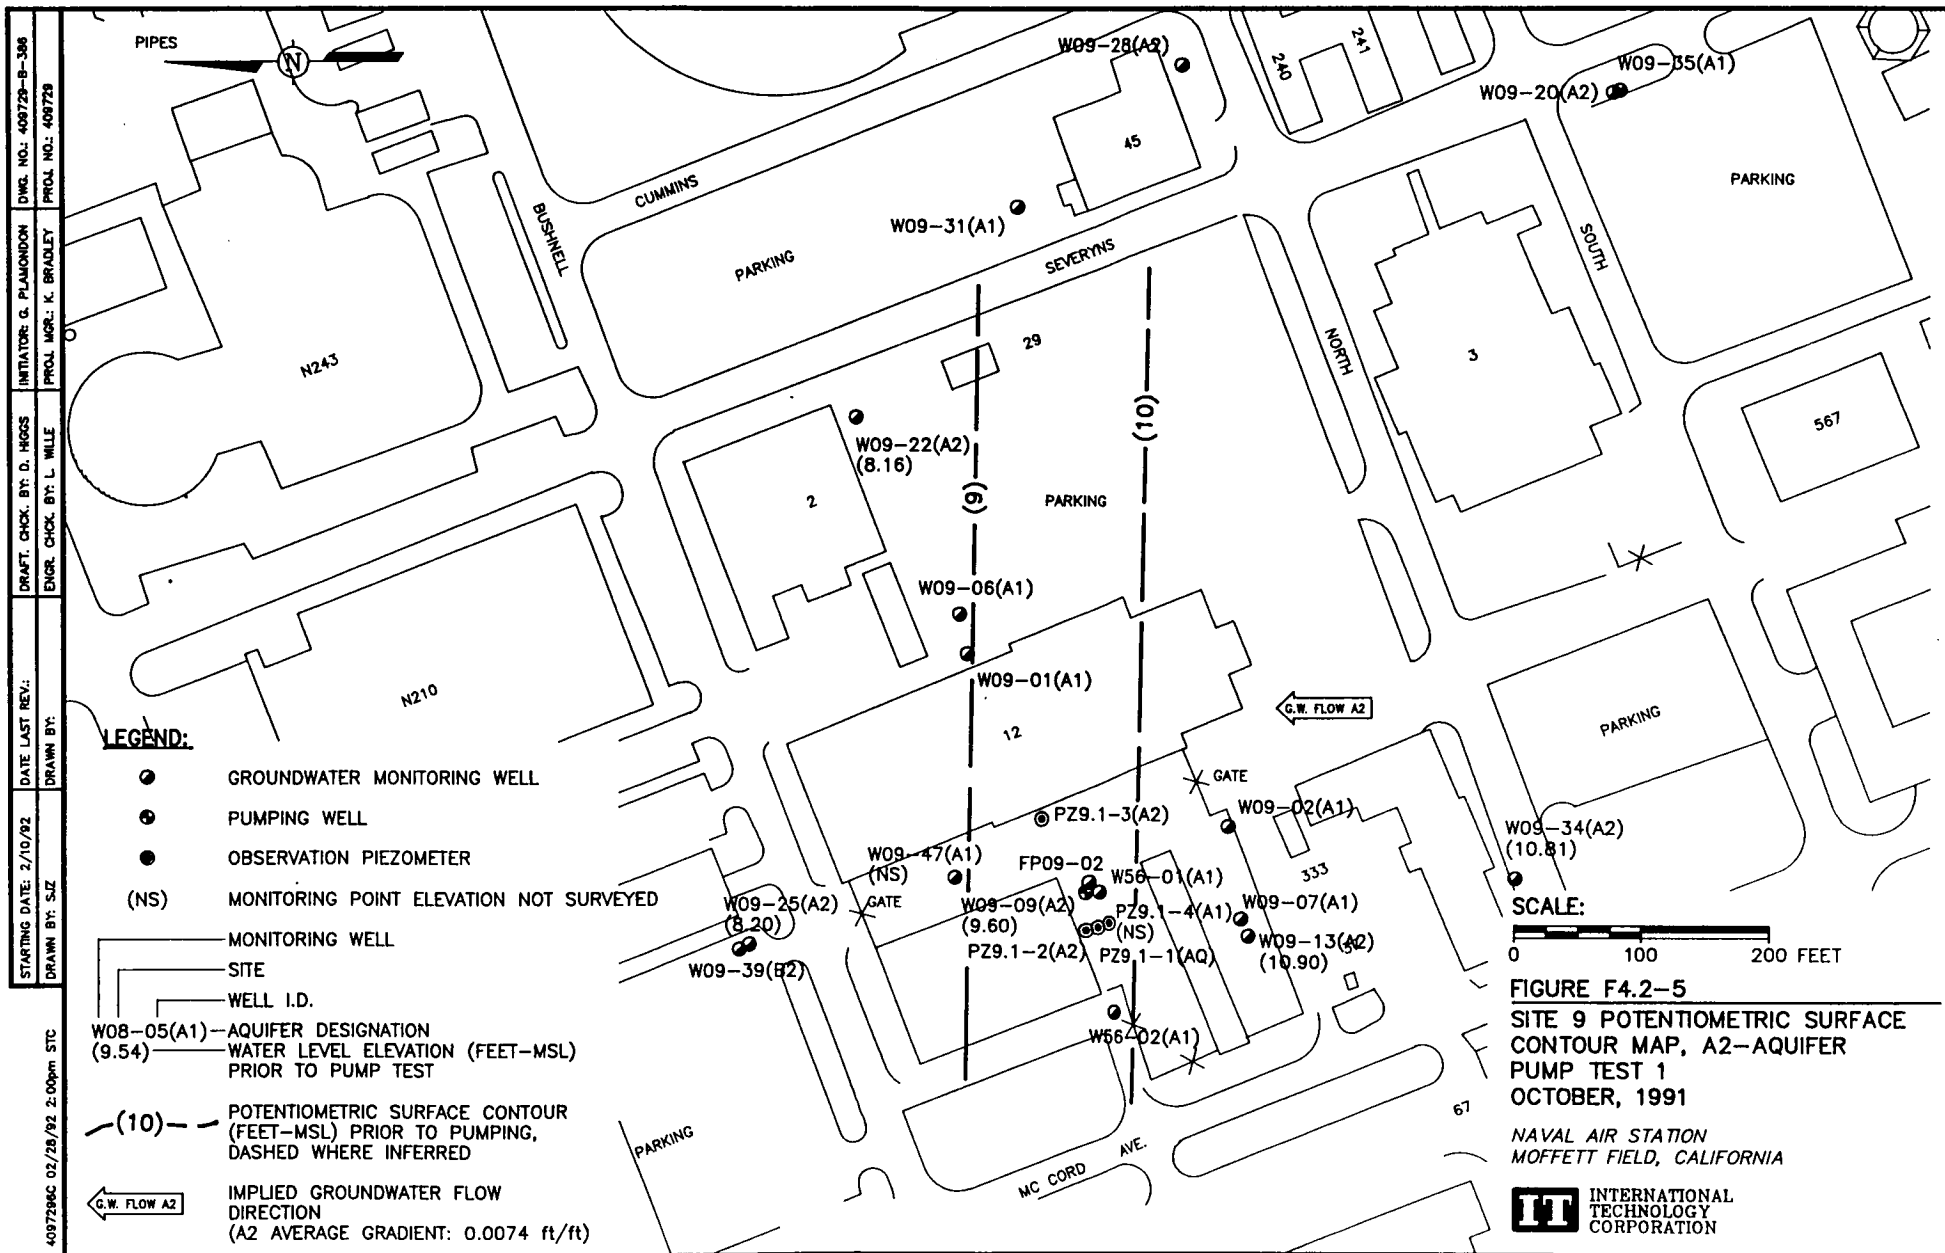 STARTING DATE: 2/10/92
DATE LAST REV.:
DRAFT. CHCK. BY: D. HIGGS
INITIATOR: G. PLAMONDON
DWG. NO.: 409729-B-386
DRAWN BY: SJZ
DRAWN BY:
ENGR. CHCK. BY: L. WILLE
PROJ. MGR.: K. BRADLEY
PROJ. NO.: 409729
4097296C 02/28/92 2:00pm STC
PIPES
N
W09-28(A2)
240
241
W09-35(A1)
W09-20(A2)
45
CUMMINS
BUSHNELL
PARKING
W09-31(A1)
SEVERYNS
PARKING
SOUTH
NORTH
N243
29
3
567
(10)
W09-22(A2)
(8.16)
(9)
2
PARKING
W09-06(A1)
W09-01(A1)
N210
12
G.W. FLOW A2
PARKING
GATE
PZ9.1-3(A2)
W09-02(A1)
W09-34(A2)
(10.81)
W09-47(A1)
(NS)
FP09-02
W56-01(A1)
333
GATE
W09-25(A2)
(8.20)
W09-09(A2)
(9.60)
PZ9.1-4(A1)
(NS)
W09-07(A1)
W09-13(A2)
(10.90)
PZ9.1-2(A2)
PZ9.1-1(AQ)
W09-39(B2)
W56-02(A1)
67
PARKING
MC CORD AVE.
LEGEND:
GROUNDWATER MONITORING WELL
PUMPING WELL
OBSERVATION PIEZOMETER
(NS) MONITORING POINT ELEVATION NOT SURVEYED
MONITORING WELL
SITE
WELL I.D.
W08-05(A1) AQUIFER DESIGNATION
(9.54) WATER LEVEL ELEVATION (FEET-MSL)
PRIOR TO PUMP TEST
(10) POTENTIOMETRIC SURFACE CONTOUR
(FEET-MSL) PRIOR TO PUMPING,
DASHED WHERE INFERRED
G.W. FLOW A2 IMPLIED GROUNDWATER FLOW
DIRECTION
(A2 AVERAGE GRADIENT: 0.0074 ft/ft)
SCALE:
0 100 200 FEET
FIGURE F4.2-5
SITE 9 POTENTIOMETRIC SURFACE
CONTOUR MAP, A2-AQUIFER
PUMP TEST 1
OCTOBER, 1991
NAVAL AIR STATION
MOFFETT FIELD, CALIFORNIA
IT
INTERNATIONAL
TECHNOLOGY
CORPORATION